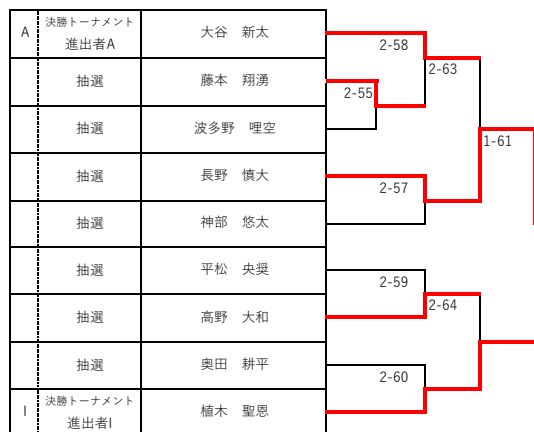 A 決勝トーナメント
進出者A 大谷 新太
2-58
2-63
抽選 藤本 翔湧
2-55
抽選 波多野 哩空
1-61
抽選 長野 慎大
2-57
抽選 神部 悠太
抽選 平松 央奨
2-59
抽選 高野 大和
2-64
抽選 奥田 耕平
2-60
I 決勝トーナメント
進出者I 植木 聖恩